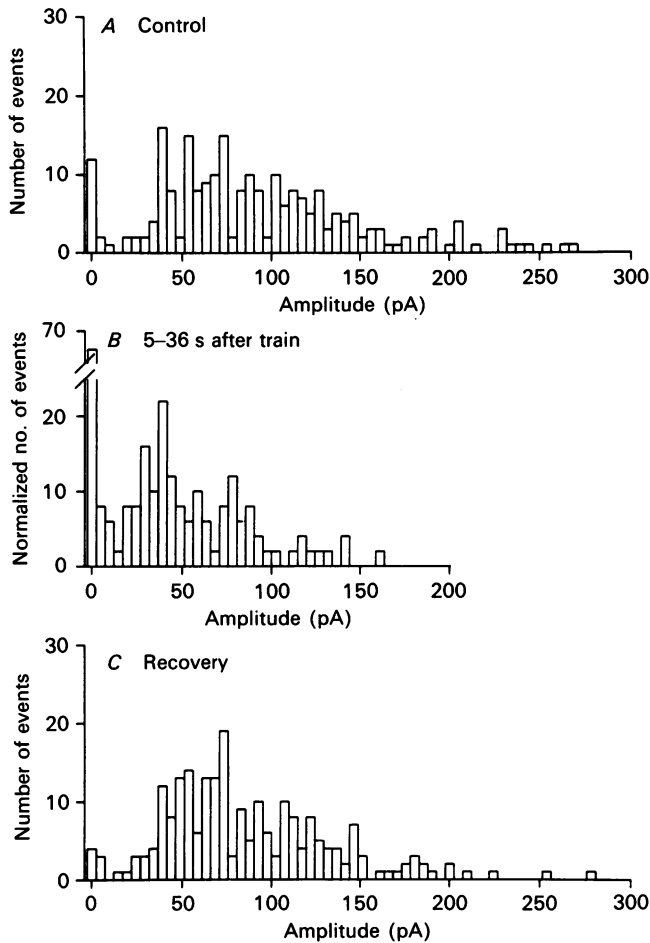 A Control
Number of events
30
20
10
0
0 50 100 150 200 250 300
Amplitude (pA)
B 5–36 s after train
Normalized no. of events
70
20
10
0
0 50 100 150 200
Amplitude (pA)
C Recovery
Number of events
30
20
10
0
0 50 100 150 200 250 300
Amplitude (pA)